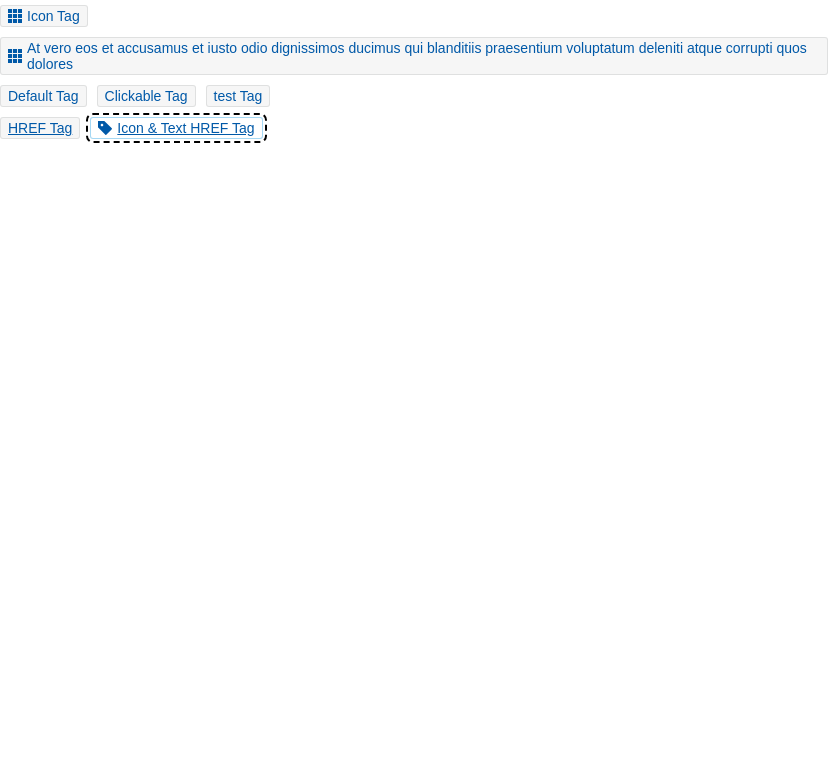 Icon Tag
At vero eos et accusamus et iusto odio dignissimos ducimus qui blanditiis praesentium voluptatum deleniti atque corrupti quos
dolores
Default Tag Clickable Tag test Tag
HREF Tag Icon & Text HREF Tag